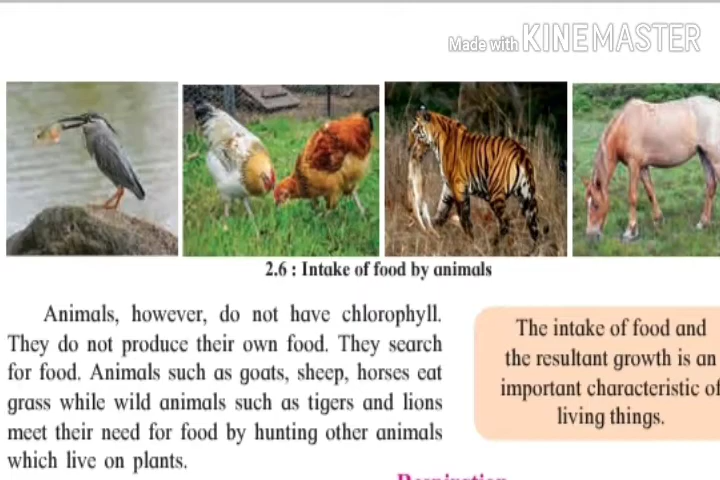 Made with KINEMASTER
2.6 : Intake of food by animals
Animals, however, do not have chlorophyll.
They do not produce their own food. They search
for food. Animals such as goats, sheep, horses eat
grass while wild animals such as tigers and lions
meet their need for food by hunting other animals
which live on plants.
The intake of food and
the resultant growth is an
important characteristic of
living things.
Respiration